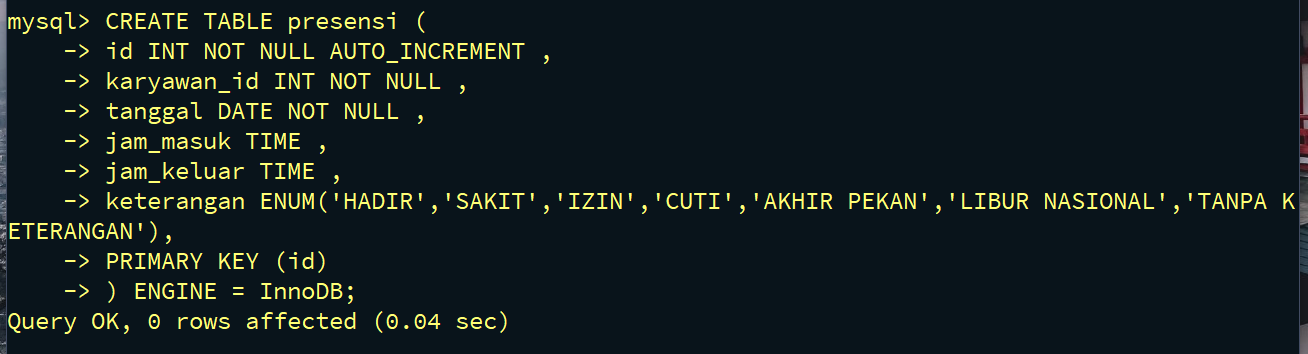 mysql> CREATE TABLE presensi (
    -> id INT NOT NULL AUTO_INCREMENT ,
    -> karyawan_id INT NOT NULL ,
    -> tanggal DATE NOT NULL ,
    -> jam_masuk TIME ,
    -> jam_keluar TIME ,
    -> keterangan ENUM('HADIR','SAKIT','IZIN','CUTI','AKHIR PEKAN','LIBUR NASIONAL','TANPA K
ETERANGAN'),
    -> PRIMARY KEY (id)
    -> ) ENGINE = InnoDB;
Query OK, 0 rows affected (0.04 sec)